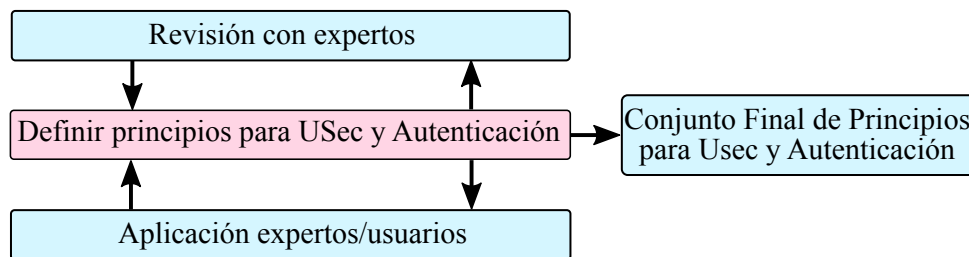 Revisión con expertos
Definir principios para USec y Autenticación
Conjunto Final de Principios
para Usec y Autenticación
Aplicación expertos/usuarios